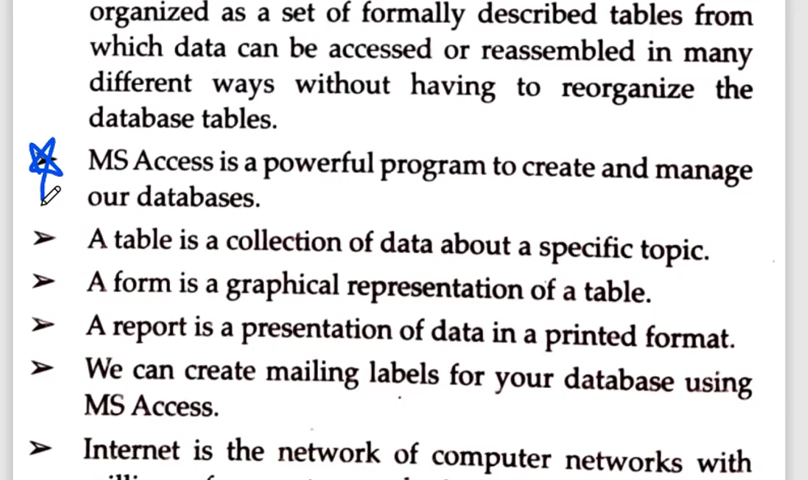 organized as a set of formally described tables from
which data can be accessed or reassembled in many
different ways without having to reorganize the
database tables.
MS Access is a powerful program to create and manage
our databases.
➤ A table is a collection of data about a specific topic.
➤ A form is a graphical representation of a table.
➤ A report is a presentation of data in a printed format.
➤ We can create mailing labels for your database using
MS Access.
➤ Internet is the network of computer networks with